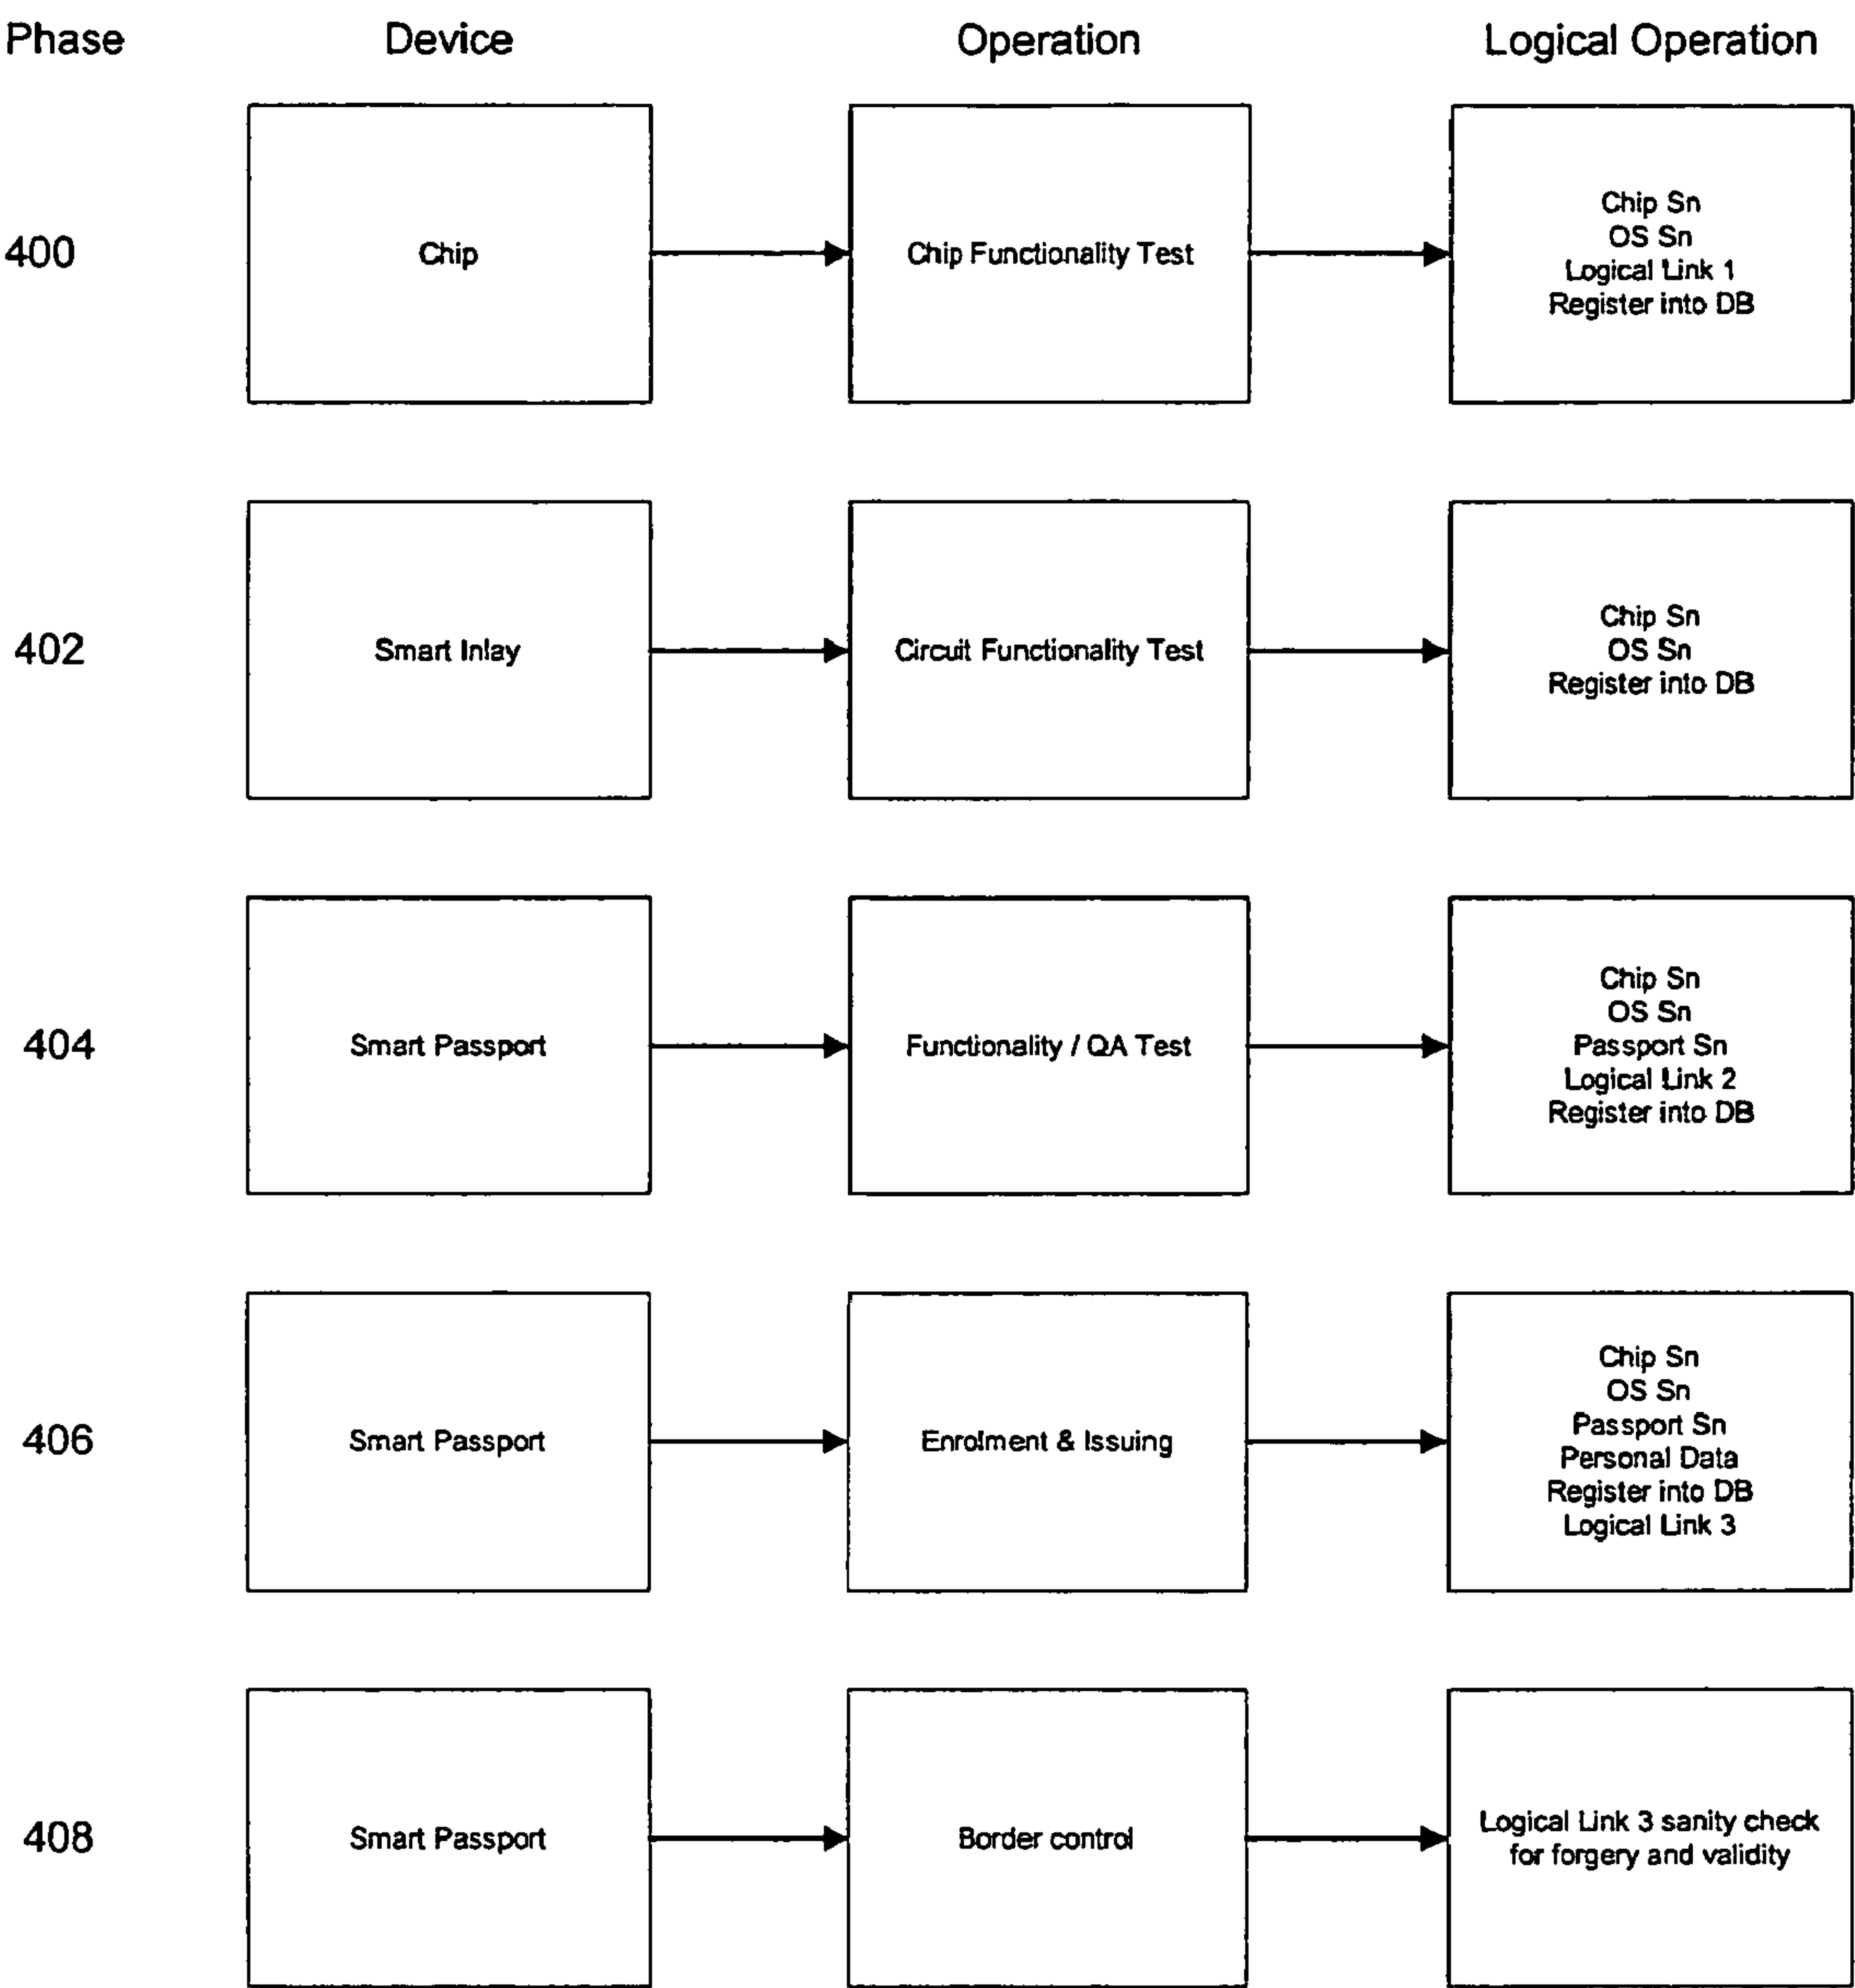 Phase Device Operation Logical Operation
400
Chip
Chip Functionality Test
Chip Sn
OS Sn
Logical Link 1
Register into DB
402
Smart Inlay
Circuit Functionality Test
Chip Sn
OS Sn
Register into DB
404
Smart Passport
Functionality / QA Test
Chip Sn
OS Sn
Passport Sn
Logical Link 2
Register into DB
406
Smart Passport
Enrolment & Issuing
Chip Sn
OS Sn
Passport Sn
Personal Data
Register into DB
Logical Link 3
408
Smart Passport
Border control
Logical Link 3 sanity check
for forgery and validity